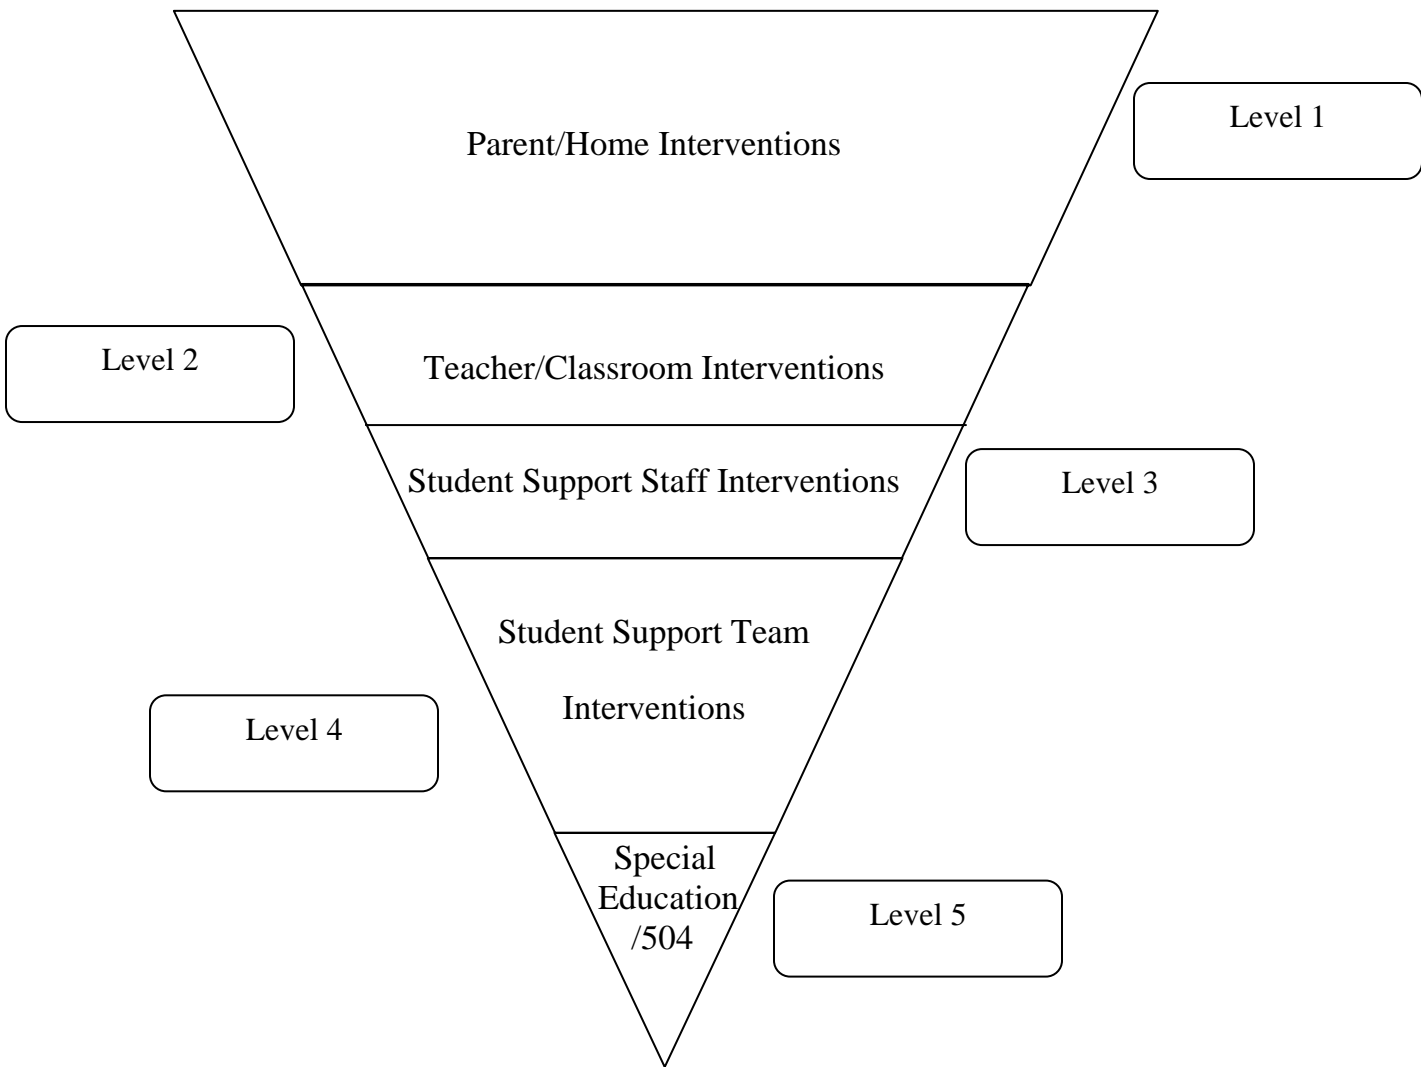 Level 1
Parent/Home Interventions
Level 2
Teacher/Classroom Interventions
Student Support Staff Interventions
Level 3
Student Support Team
Interventions
Level 4
Special
Education
/504
Level 5